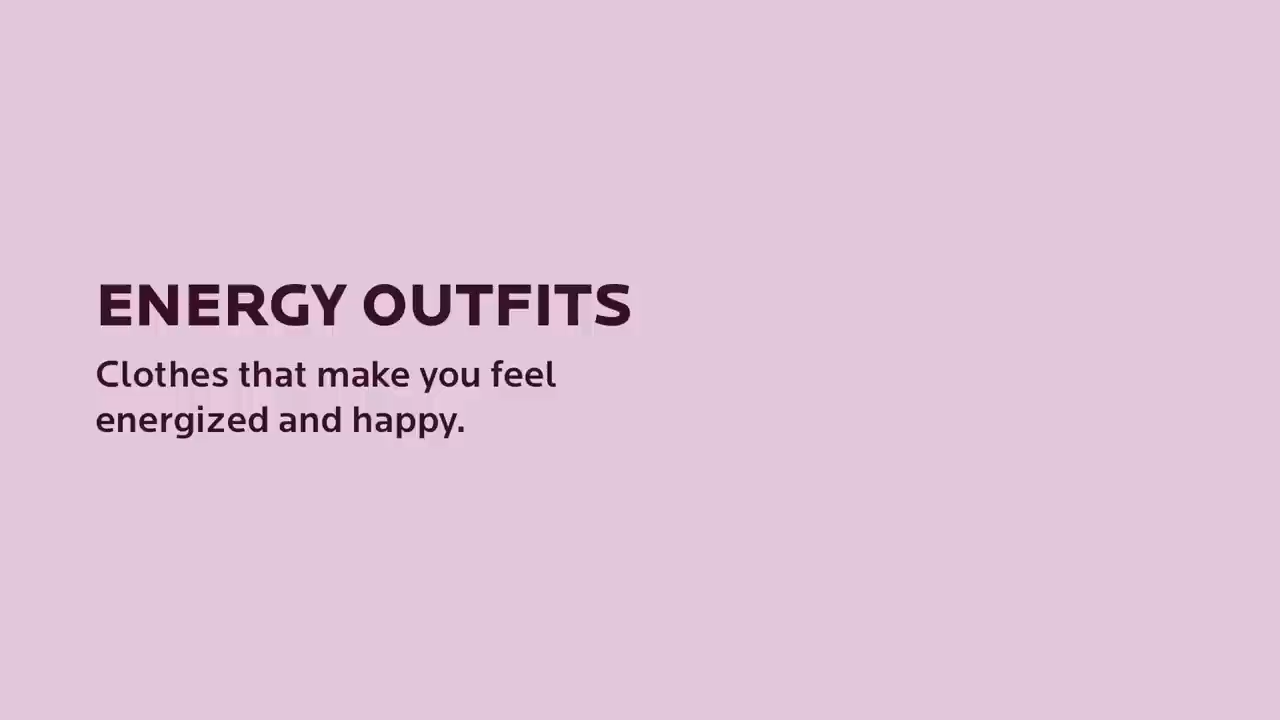 ENERGY OUTFITS
Clothes that make you feel
energized and happy.